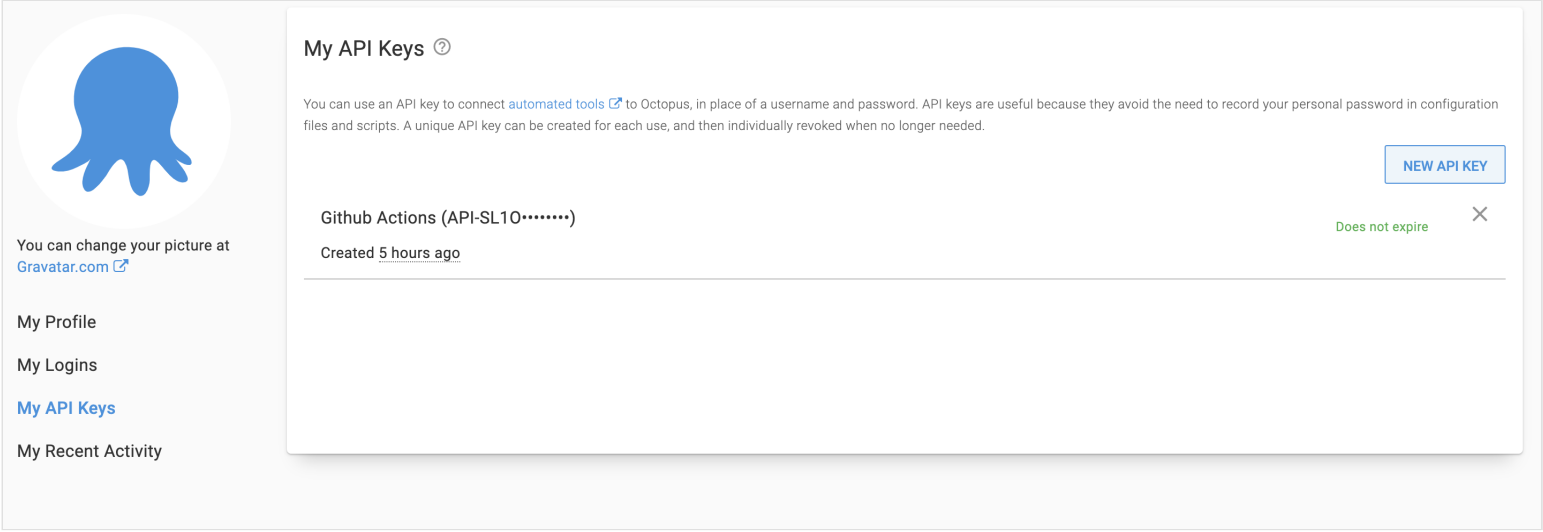 You can change your picture at
Gravatar.com
My Profile
My Logins
My API Keys
My Recent Activity
My API Keys ?
You can use an API key to connect automated tools to Octopus, in place of a username and password. API keys are useful because they avoid the need to record your personal password in configuration
files and scripts. A unique API key can be created for each use, and then individually revoked when no longer needed.
NEW API KEY
Github Actions (API-SL1O••••••••)
Does not expire
Created 5 hours ago